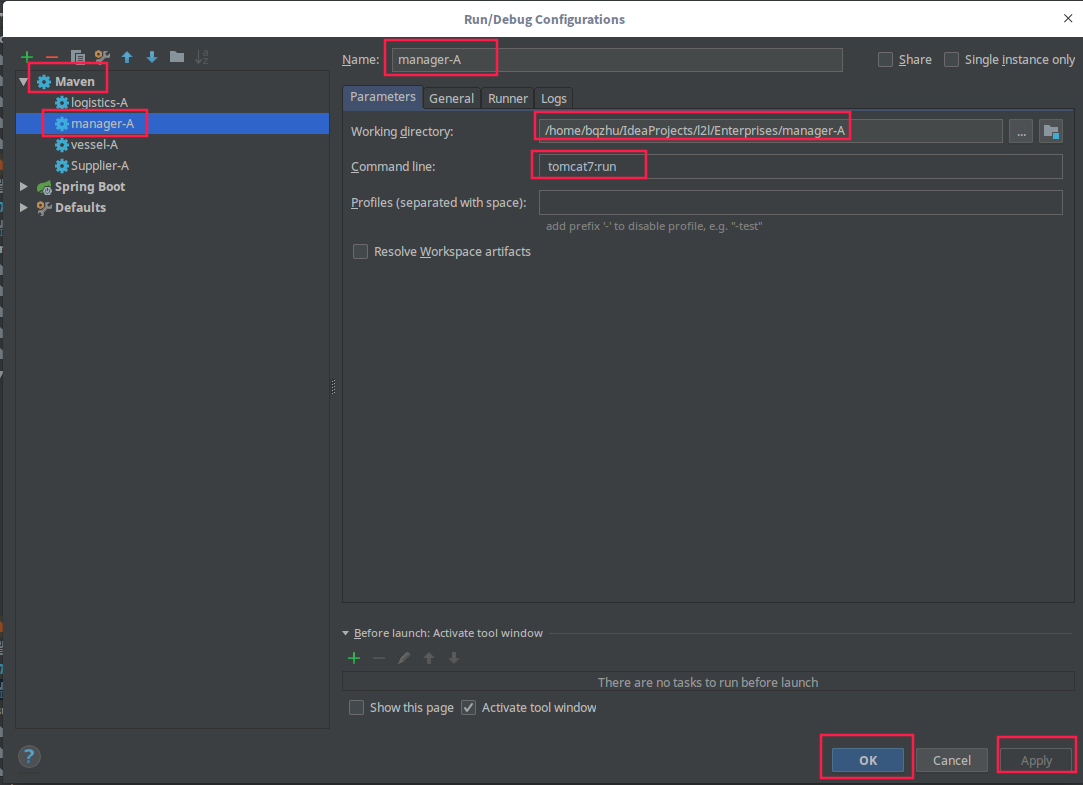 Run/Debug Configurations
Name: manager-A
Share
Single instance only
Maven
logistics-A
manager-A
vessel-A
Supplier-A
Spring Boot
Defaults
Parameters General Runner Logs
Working directory: /home/bqzhu/IdeaProjects/l2l/Enterprises/manager-A ...
Command line: tomcat7:run
Profiles (separated with space):
add prefix '-' to disable profile, e.g. "-test"
Resolve Workspace artifacts
Before launch: Activate tool window
There are no tasks to run before launch
Show this page Activate tool window
? OK Cancel Apply